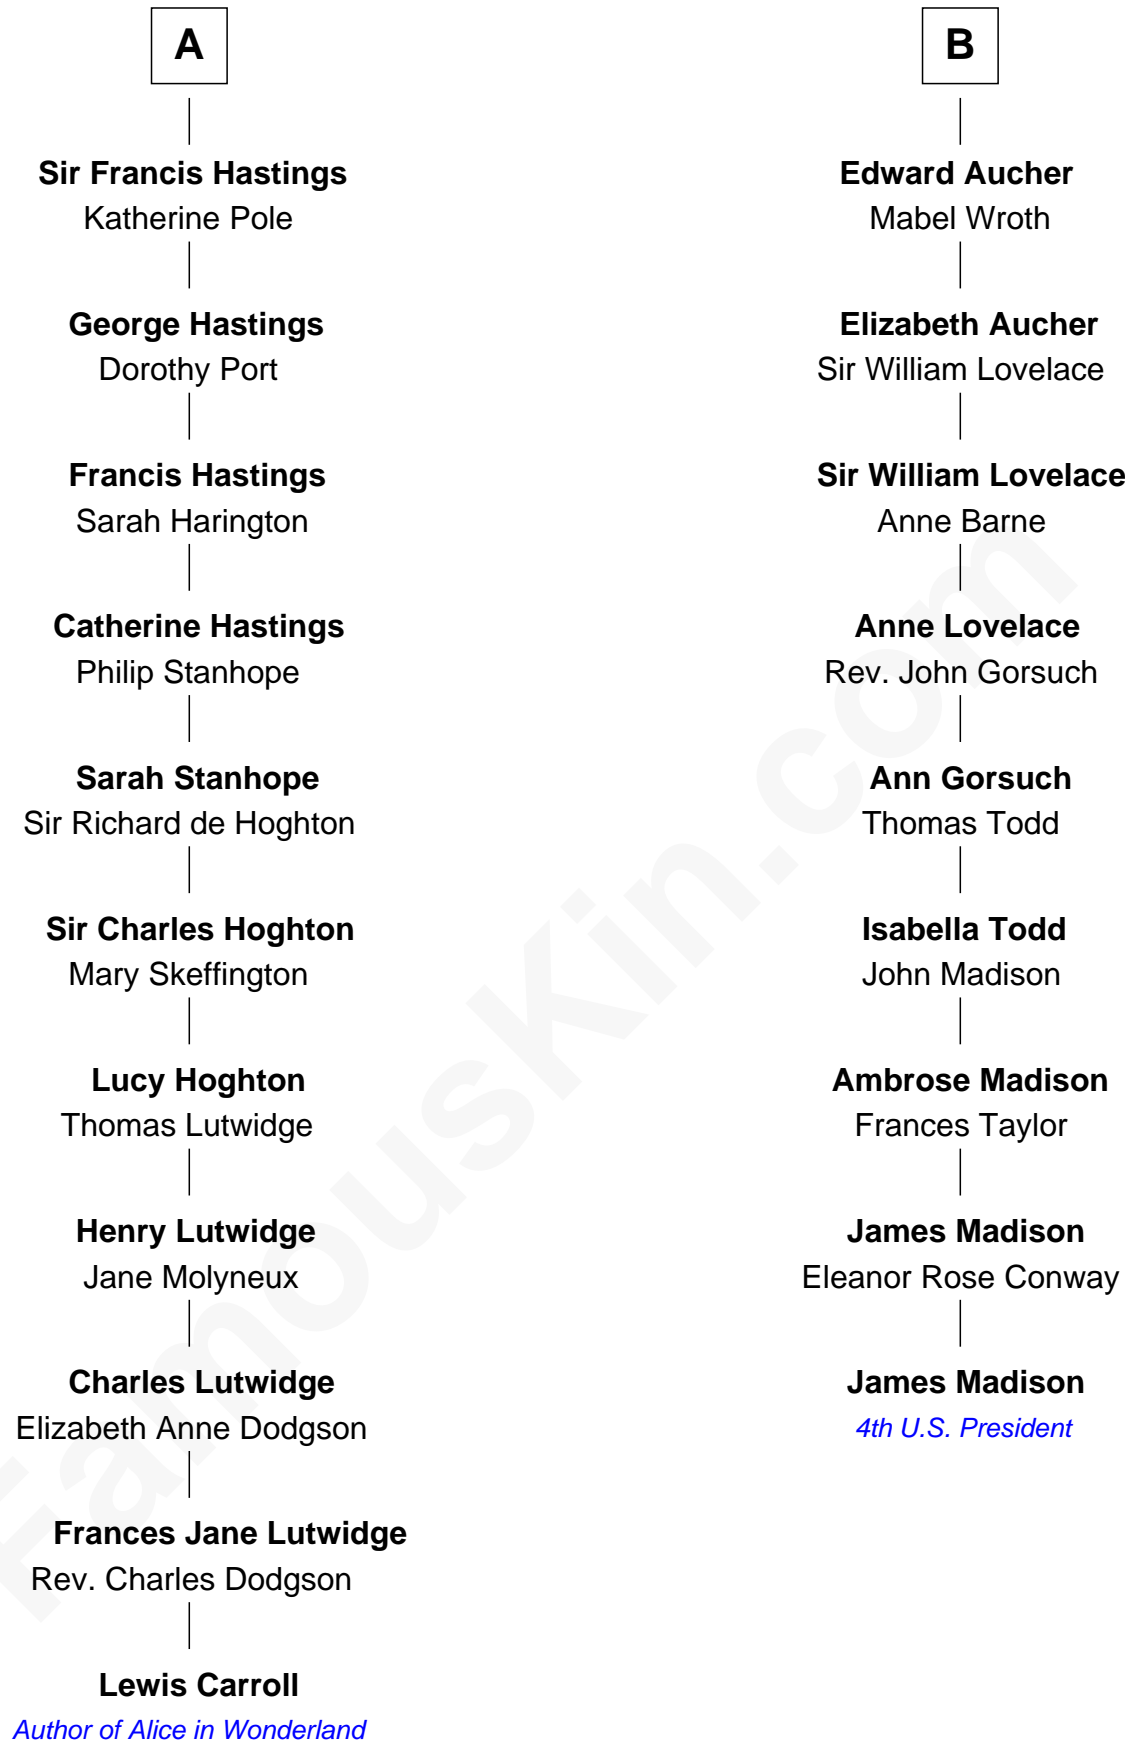 A
Sir Francis Hastings
Katherine Pole
George Hastings
Dorothy Port
Francis Hastings
Sarah Harington
Catherine Hastings
Philip Stanhope
Sarah Stanhope
Sir Richard de Hoghton
Sir Charles Hoghton
Mary Skeffington
Lucy Hoghton
Thomas Lutwidge
Henry Lutwidge
Jane Molyneux
Charles Lutwidge
Elizabeth Anne Dodgson
Frances Jane Lutwidge
Rev. Charles Dodgson
Lewis Carroll
Author of Alice in Wonderland
B
Edward Aucher
Mabel Wroth
Elizabeth Aucher
Sir William Lovelace
Sir William Lovelace
Anne Barne
Anne Lovelace
Rev. John Gorsuch
Ann Gorsuch
Thomas Todd
Isabella Todd
John Madison
Ambrose Madison
Frances Taylor
James Madison
Eleanor Rose Conway
James Madison
4th U.S. President
FamousKin.com